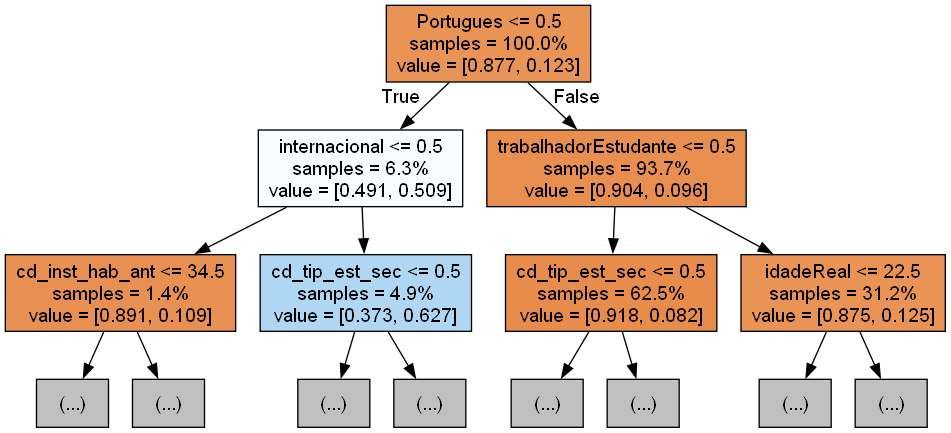 Portugues <= 0.5
samples = 100.0%
value = [0.877, 0.123]
True
False
internacional <= 0.5
samples = 6.3%
value = [0.491, 0.509]
trabalhadorEstudante <= 0.5
samples = 93.7%
value = [0.904, 0.096]
cd_inst_hab_ant <= 34.5
samples = 1.4%
value = [0.891, 0.109]
cd_tip_est_sec <= 0.5
samples = 4.9%
value = [0.373, 0.627]
cd_tip_est_sec <= 0.5
samples = 62.5%
value = [0.918, 0.082]
idadeReal <= 22.5
samples = 31.2%
value = [0.875, 0.125]
(...)
(...)
(...)
(...)
(...)
(...)
(...)
(...)